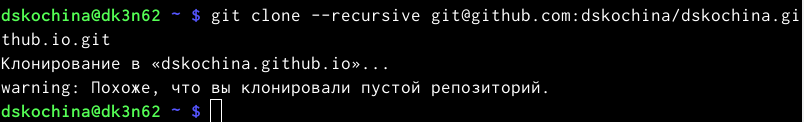 dskochina@dk3n62 ~ $ git clone --recursive git@github.com:dskochina/dskochina.gi
thub.io.git
Клонирование в «dskochina.github.io»...
warning: Похоже, что вы клонировали пустой репозиторий.
dskochina@dk3n62 ~ $